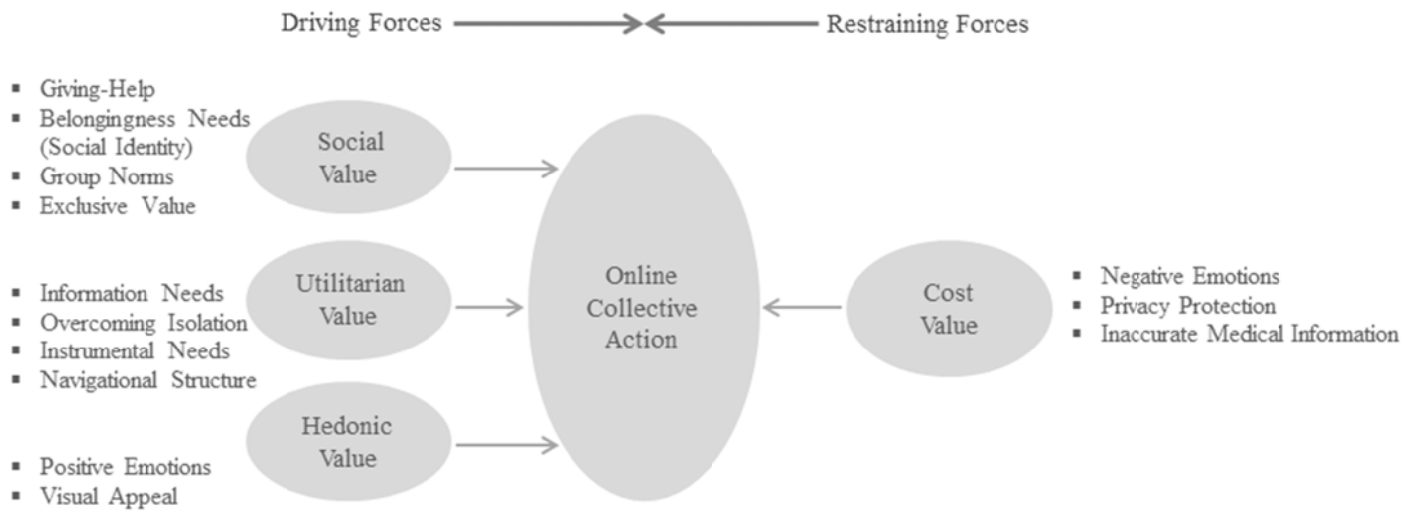 Driving Forces
Restraining Forces
▪ Giving-Help
▪ Belongingness Needs
(Social Identity)
▪ Group Norms
▪ Exclusive Value
Social
Value
▪ Information Needs
▪ Overcoming Isolation
▪ Instrumental Needs
▪ Navigational Structure
Utilitarian
Value
▪ Positive Emotions
▪ Visual Appeal
Hedonic
Value
Online
Collective
Action
Cost
Value
▪ Negative Emotions
▪ Privacy Protection
▪ Inaccurate Medical Information